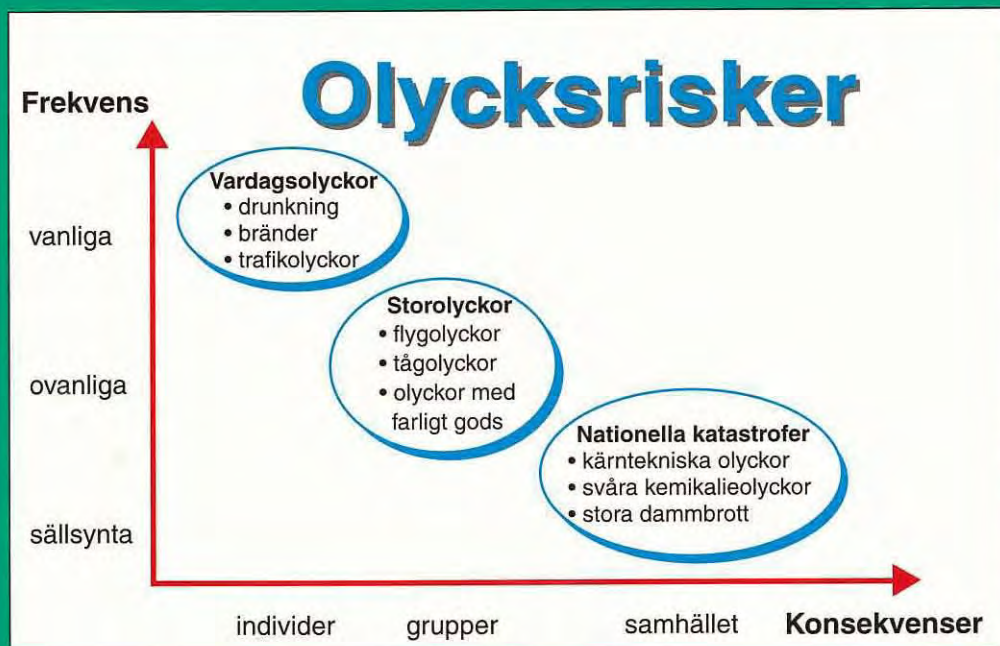 Olycksrisker
Frekvens
vanliga
ovanliga
sällsynta
Vardagsolyckor
• drunkning
• bränder
• trafikolyckor
Storolyckor
• flygolyckor
• tågolyckor
• olyckor med
farligt gods
Nationella katastrofer
• kärntekniska olyckor
• svåra kemikalieolyckor
• stora dammbrott
individer grupper samhället Konsekvenser